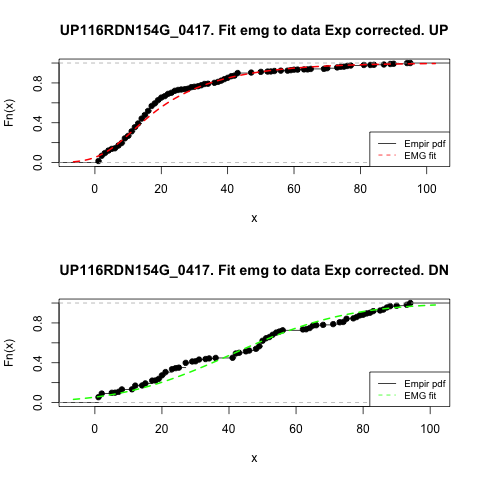 UP116RDN154G_0417. Fit emg to data Exp corrected. UP
Fn(x)
0.0 0.4 0.8
0 20 40 60 80 100
x
Empir pdf
EMG fit
UP116RDN154G_0417. Fit emg to data Exp corrected. DN
Fn(x)
0.0 0.4 0.8
0 20 40 60 80 100
x
Empir pdf
EMG fit